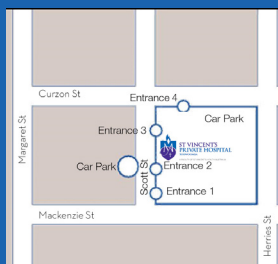 Curzon St
Entrance 4
Car Park
Margaret St
Entrance 3
ST VINCENT'S
PRIVATE HOSPITAL
Car Park
Scott St
Entrance 2
Entrance 1
Mackenzie St
Herries St